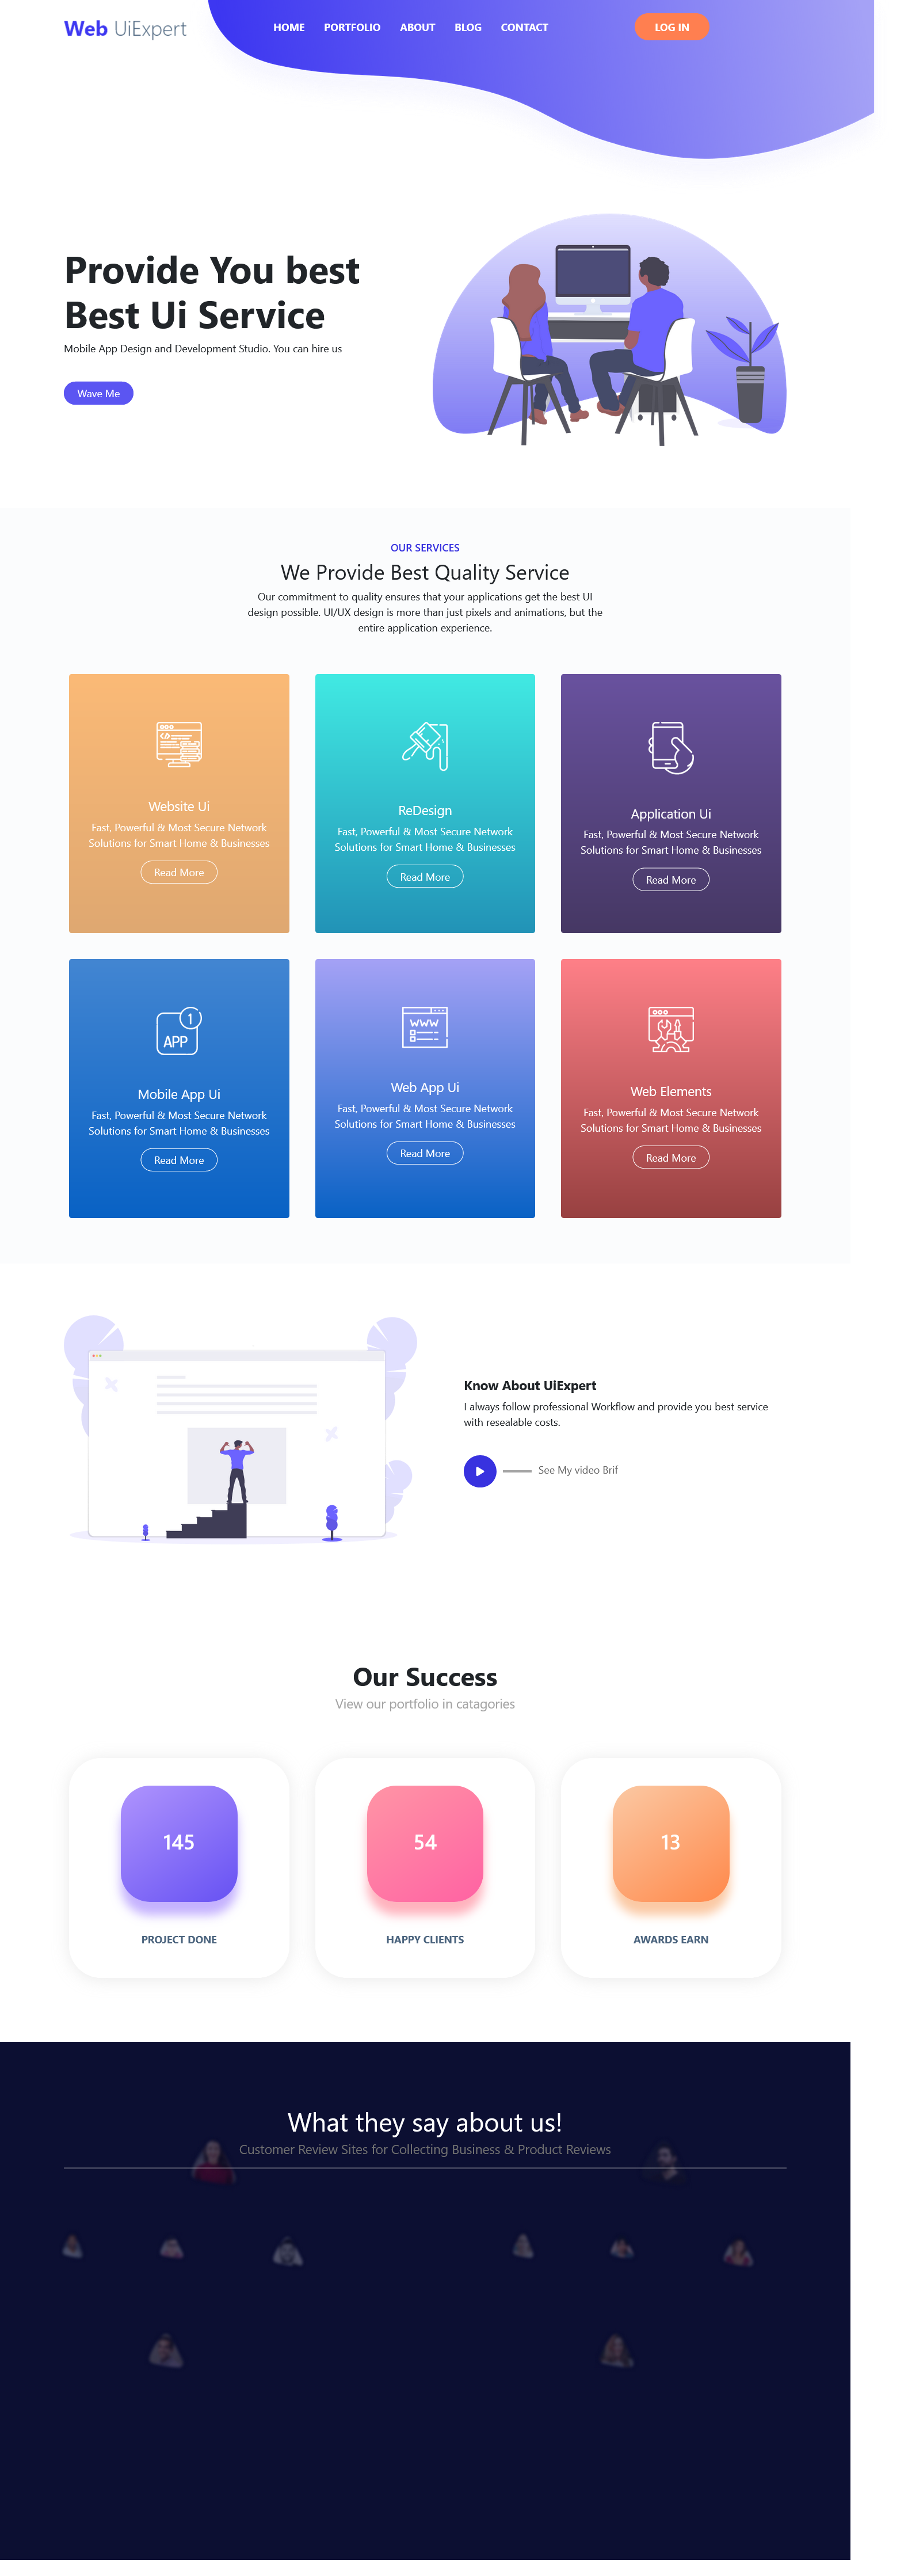 Web UiExpert
HOME PORTFOLIO ABOUT BLOG CONTACT
LOG IN
Provide You best
Best Ui Service
Mobile App Design and Development Studio. You can hire us
Wave Me
OUR SERVICES
We Provide Best Quality Service
Our commitment to quality ensures that your applications get the best UI
design possible. UI/UX design is more than just pixels and animations, but the
entire application experience.
Website Ui
Fast, Powerful & Most Secure Network
Solutions for Smart Home & Businesses
Read More
ReDesign
Fast, Powerful & Most Secure Network
Solutions for Smart Home & Businesses
Read More
Application Ui
Fast, Powerful & Most Secure Network
Solutions for Smart Home & Businesses
Read More
1
APP
Mobile App Ui
Fast, Powerful & Most Secure Network
Solutions for Smart Home & Businesses
Read More
WWW
Web App Ui
Fast, Powerful & Most Secure Network
Solutions for Smart Home & Businesses
Read More
Web Elements
Fast, Powerful & Most Secure Network
Solutions for Smart Home & Businesses
Read More
Know About UiExpert
I always follow professional Workflow and provide you best service
with resealable costs.
See My video Brif
Our Success
View our portfolio in catagories
145
PROJECT DONE
54
HAPPY CLIENTS
13
AWARDS EARN
What they say about us!
Customer Review Sites for Collecting Business & Product Reviews